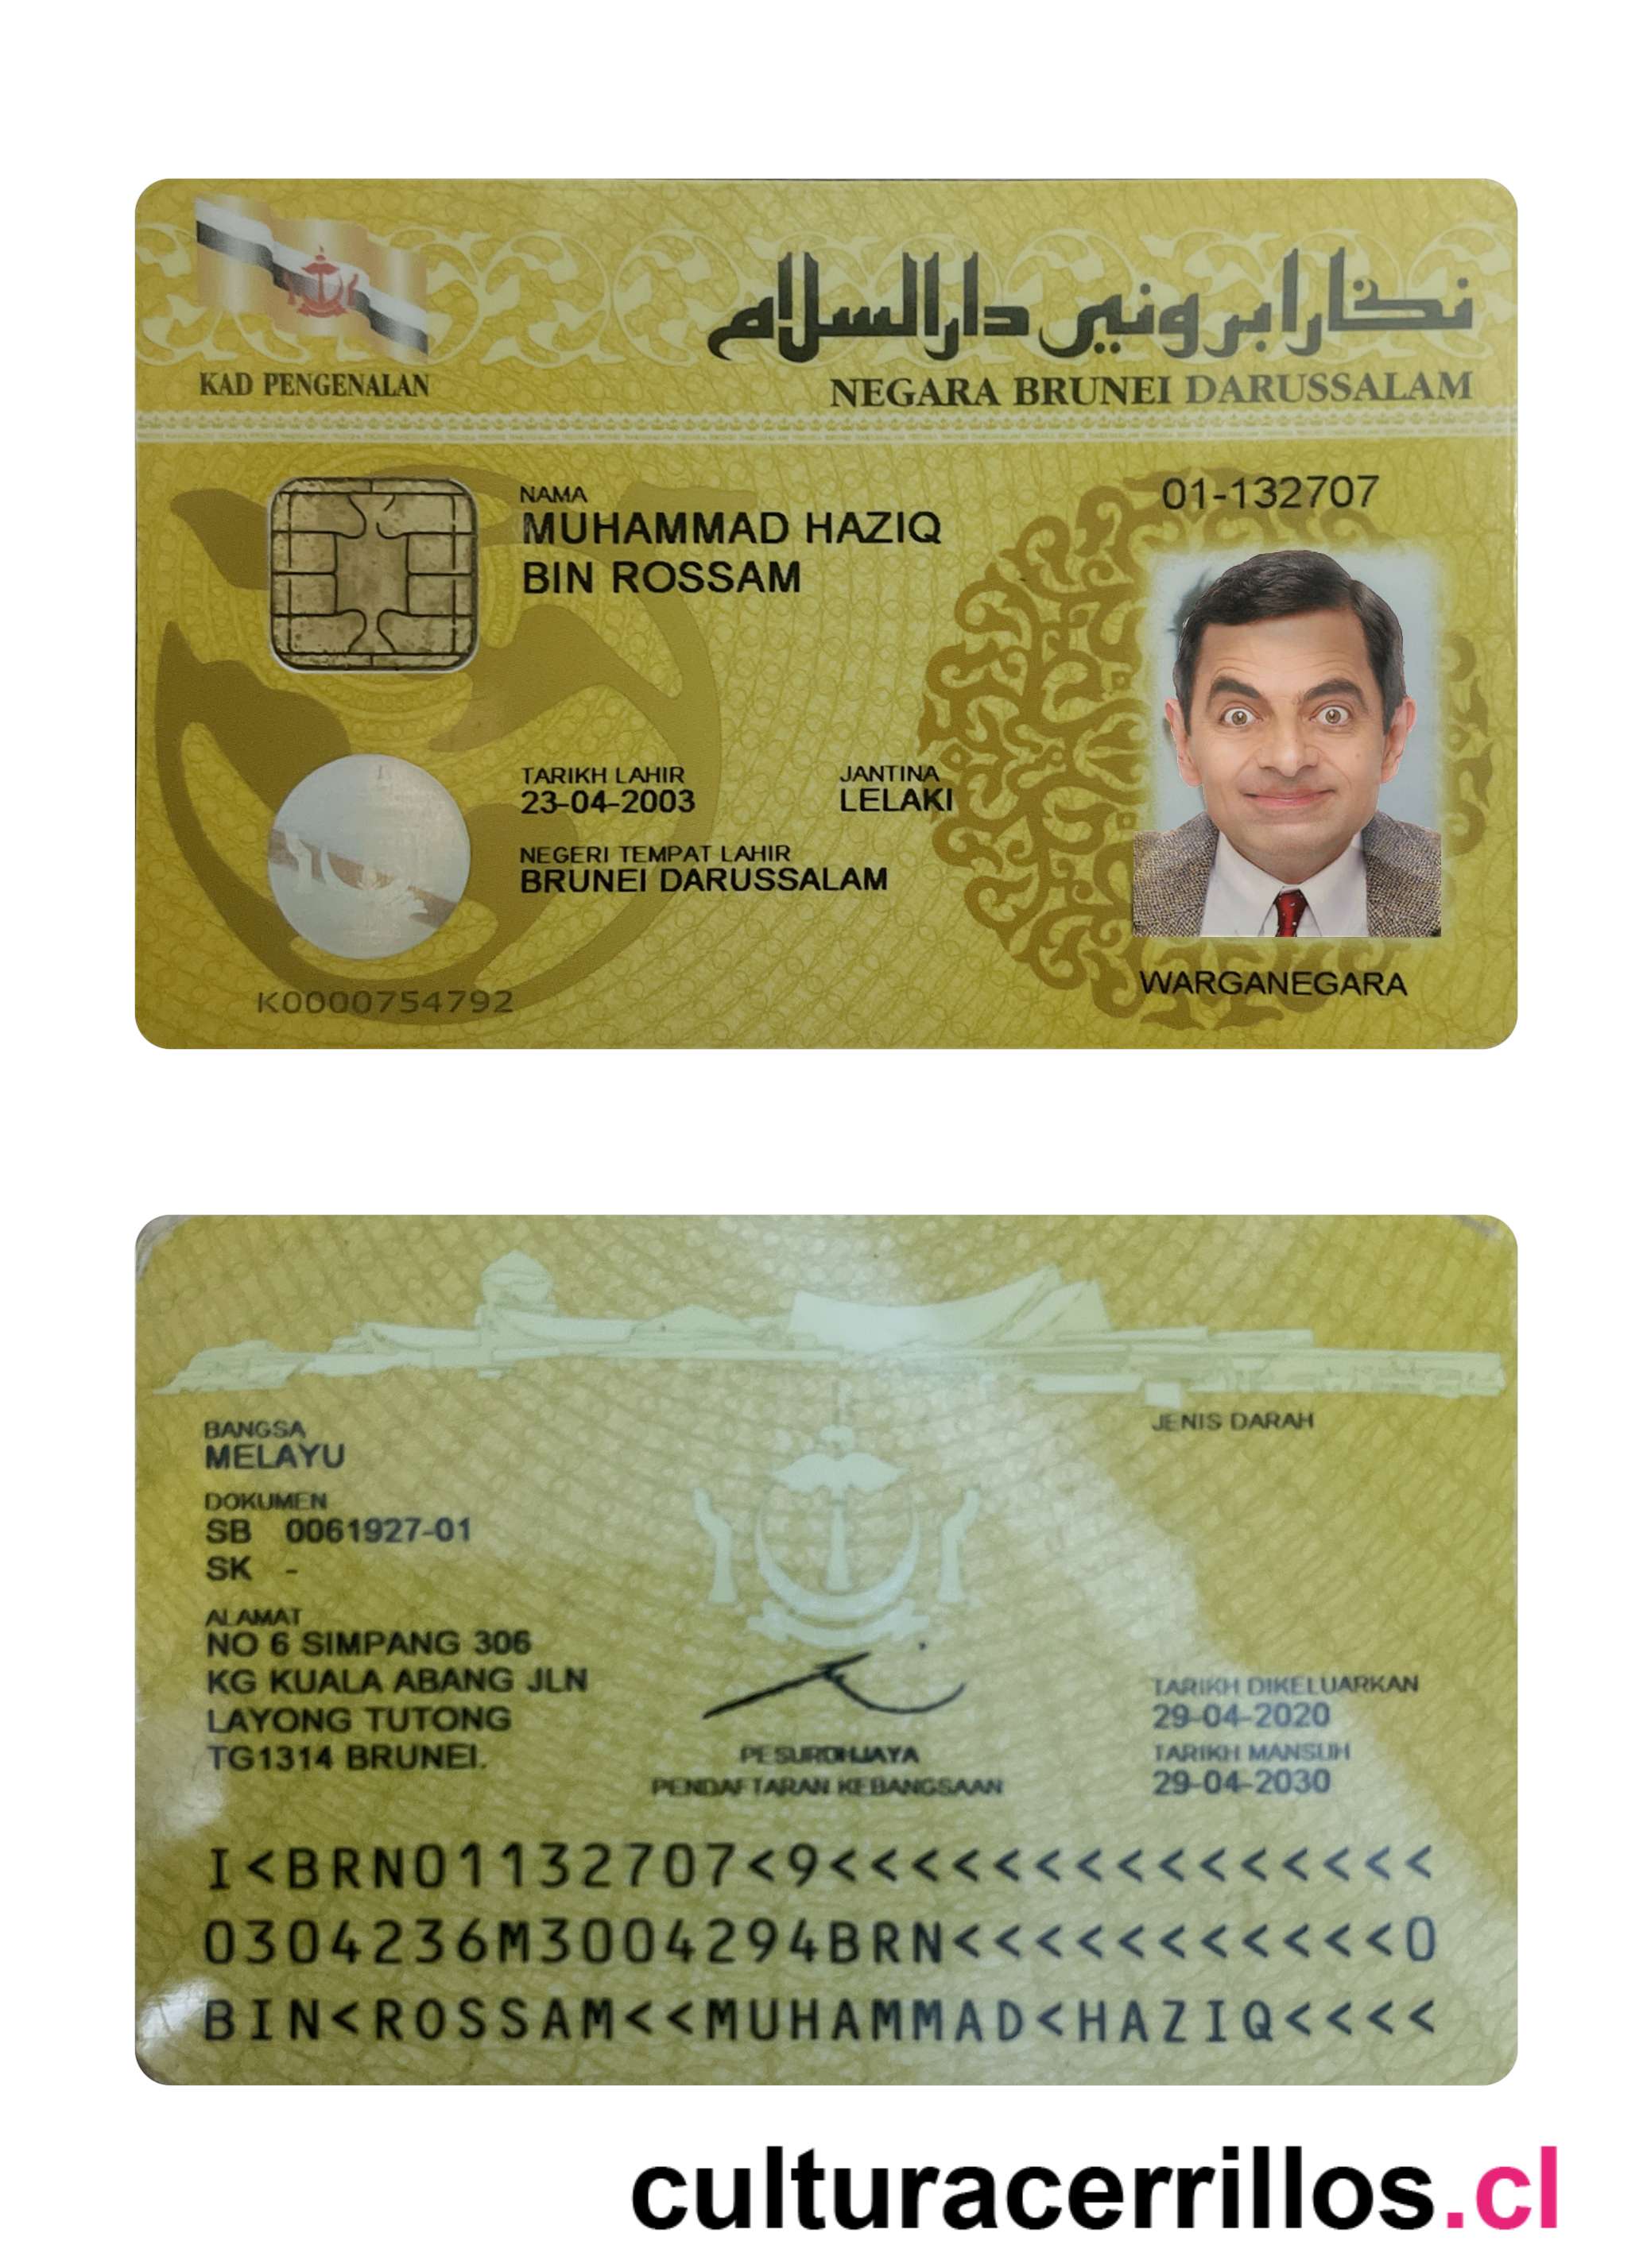 KAD PENGENALAN
نݢارا بروني دارالسلام
NEGARA BRUNEI DARUSSALAM
01-132707
NAMA
MUHAMMAD HAZIQ
BIN ROSSAM
TARIKH LAHIR
23-04-2003
JANTINA
LELAKI
NEGERI TEMPAT LAHIR
BRUNEI DARUSSALAM
K0000754792
WARGANEGARA
BANGSA
MELAYU
JENIS DARAH
DOKUMEN
SB 0061927-01
SK -
ALAMAT
NO 6 SIMPANG 306
KG KUALA ABANG JLN
LAYONG TUTONG
TG1314 BRUNEI.
PESURUHJAYA
PENDAFTARAN KEBANGSAAN
TARIKH DIKELUARKAN
29-04-2020
TARIKH MANSUH
29-04-2030
I<BRN01132707<9<<<<<<<<<<<<<<<
0304236M3004294BRN<<<<<<<<<<<0
BIN<ROSSAM<<MUHAMMAD<HAZIQ<<<<
culturacerrillos.cl